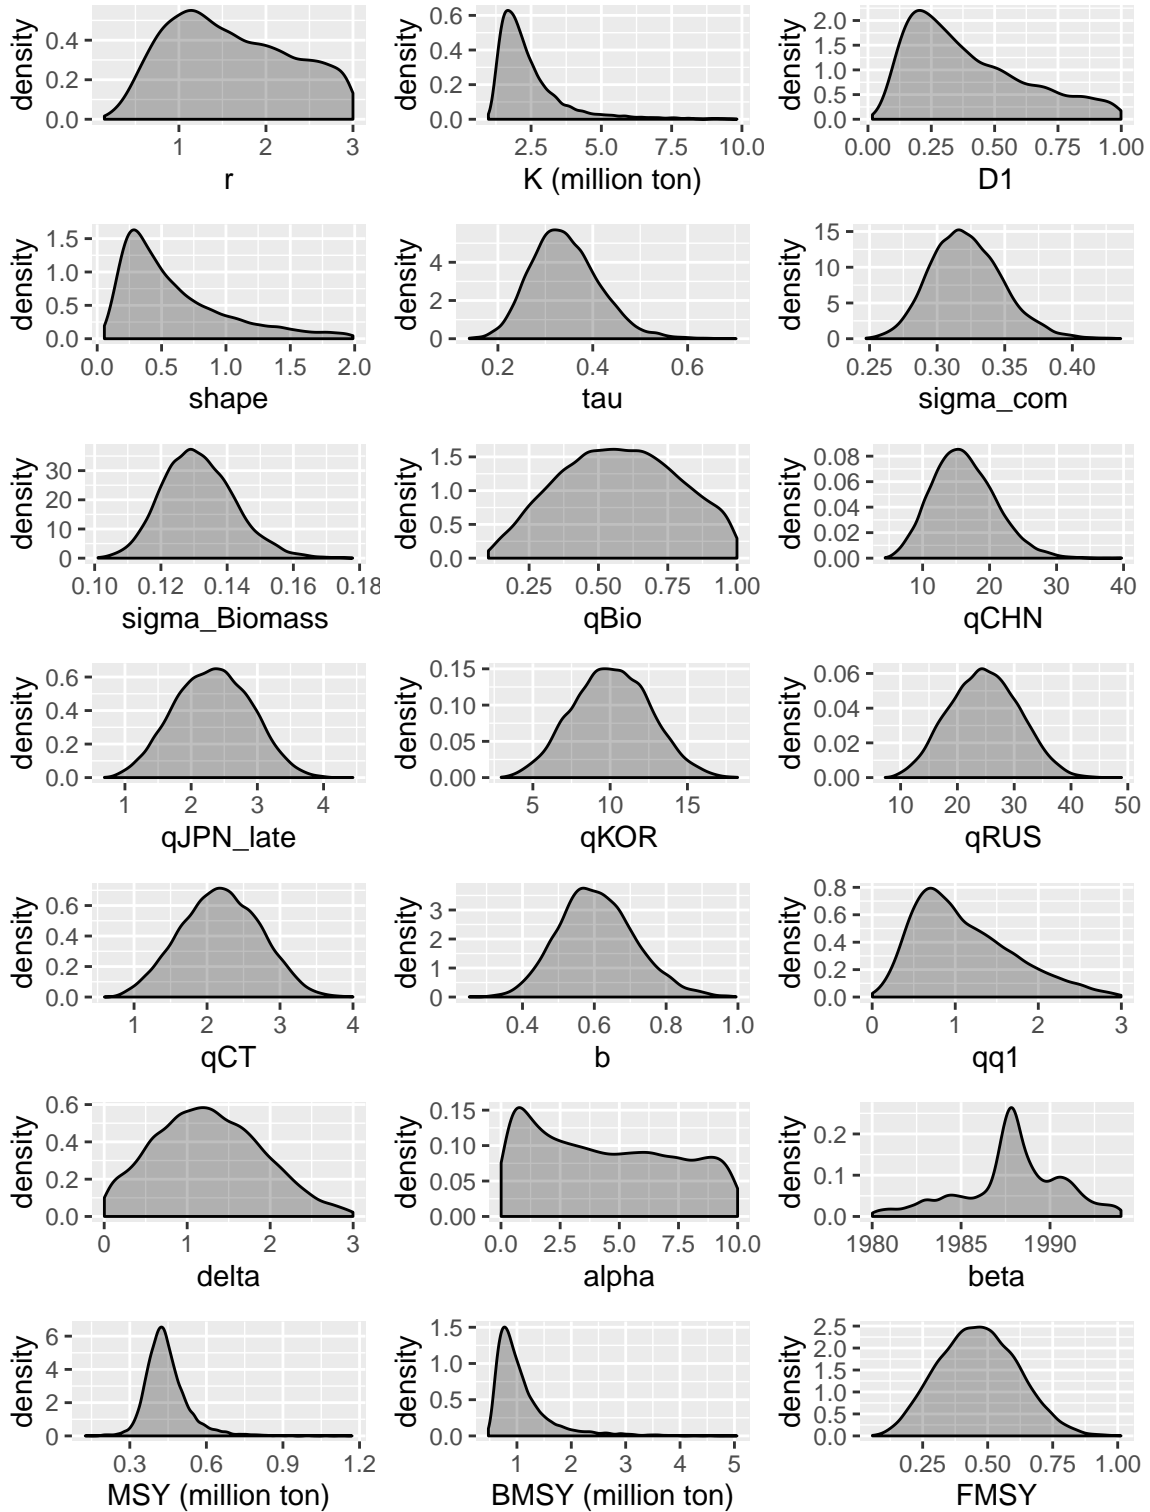 density
0.4
0.2
0.0
1 2 3
r
density
0.6
0.4
0.2
0.0
2.5 5.0 7.5 10.0
K (million ton)
density
2.0
1.5
1.0
0.5
0.0
0.00 0.25 0.50 0.75 1.00
D1
density
1.5
1.0
0.5
0.0
0.0 0.5 1.0 1.5 2.0
shape
density
4
2
0
0.2 0.4 0.6
tau
density
15
10
5
0
0.25 0.30 0.35 0.40
sigma_com
density
30
20
10
0
0.10 0.12 0.14 0.16 0.18
sigma_Biomass
density
1.5
1.0
0.5
0.0
0.25 0.50 0.75 1.00
qBio
density
0.08
0.06
0.04
0.02
0.00
10 20 30 40
qCHN
density
0.6
0.4
0.2
0.0
1 2 3 4
qJPN_late
density
0.15
0.10
0.05
0.00
5 10 15
qKOR
density
0.06
0.04
0.02
0.00
10 20 30 40 50
qRUS
density
0.6
0.4
0.2
0.0
1 2 3 4
qCT
density
3
2
1
0
0.4 0.6 0.8 1.0
b
density
0.8
0.6
0.4
0.2
0.0
0 1 2 3
qq1
density
0.6
0.4
0.2
0.0
0 1 2 3
delta
density
0.15
0.10
0.05
0.00
0.0 2.5 5.0 7.5 10.0
alpha
density
0.2
0.1
0.0
1980 1985 1990
beta
density
6
4
2
0
0.3 0.6 0.9 1.2
MSY (million ton)
density
1.5
1.0
0.5
0.0
1 2 3 4 5
BMSY (million ton)
density
2.5
2.0
1.5
1.0
0.5
0.0
0.25 0.50 0.75 1.00
FMSY